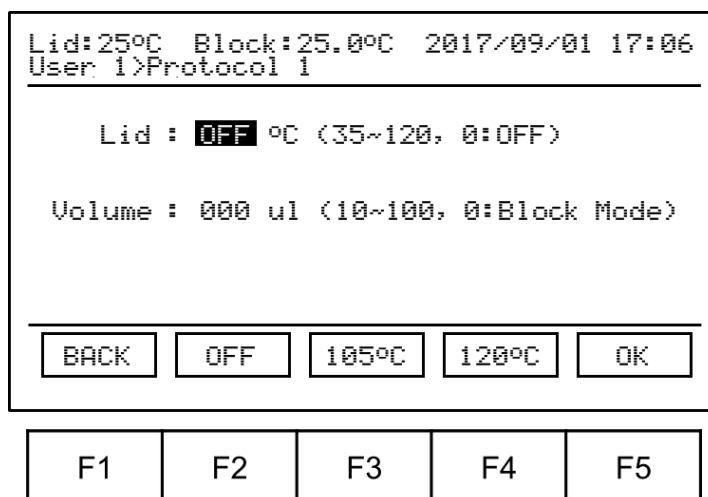 Lid:25ºC Block:25.0ºC 2017/09/01 17:06
User 1>Protocol 1
Lid : OFF ºC (35~120, 0:OFF)
Volume : 000 ul (10~100, 0:Block Mode)
BACK OFF 105ºC 120ºC OK
F1 F2 F3 F4 F5